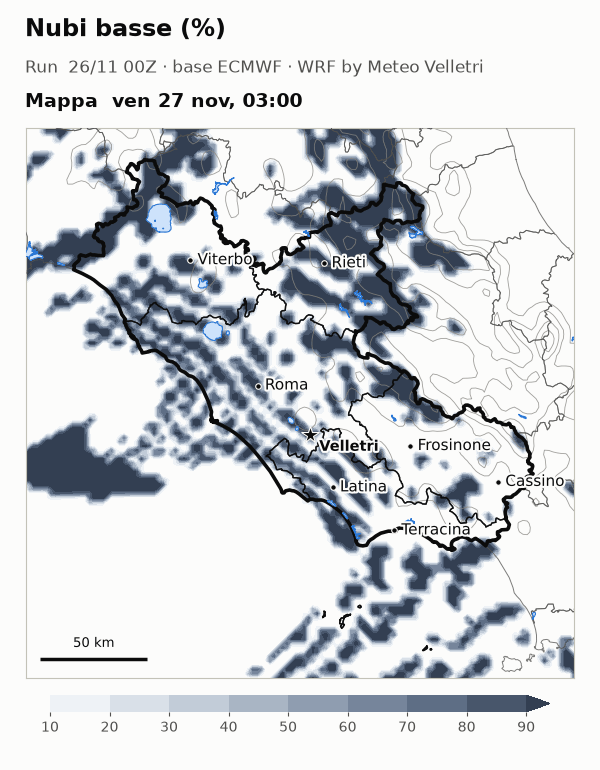 Nubi basse (%)
Run  26/11 00Z · base ECMWF · WRF by Meteo Velletri
Mappa  ven 27 nov, 03:00
Viterbo
Rieti
Roma
Velletri
Frosinone
Latina
Cassino
Terracina
50 km
10 20 30 40 50 60 70 80 90